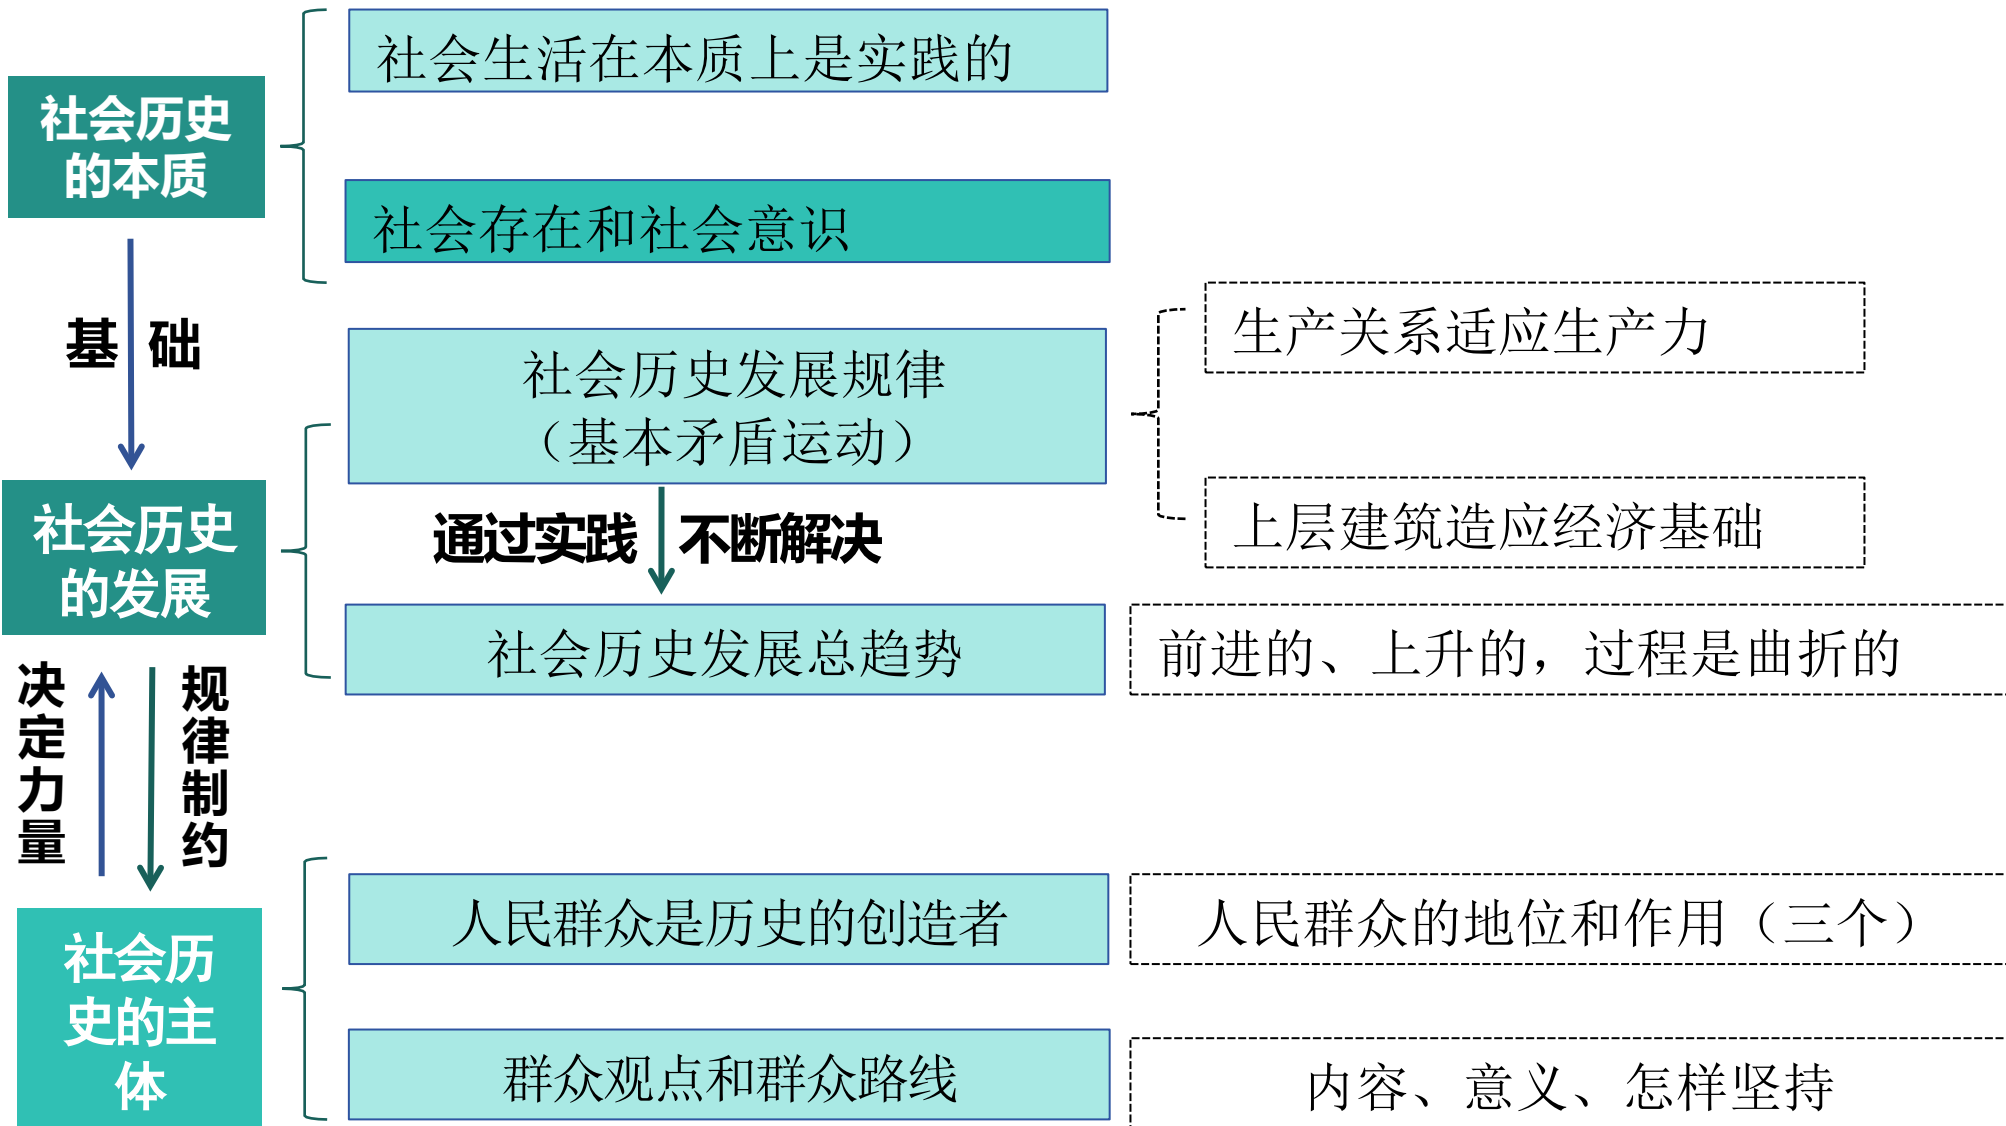 社会生活在本质上是实践的
社会历史
的本质
社会存在和社会意识
基 础
社会历史发展规律
（基本矛盾运动）
生产关系适应生产力
上层建筑造应经济基础
社会历史
的发展
通过实践 不断解决
社会历史发展总趋势
前进的、上升的，过程是曲折的
决定力量
规律制约
人民群众是历史的创造者
人民群众的地位和作用（三个）
社会历
史的主
体
群众观点和群众路线
内容、意义、怎样坚持